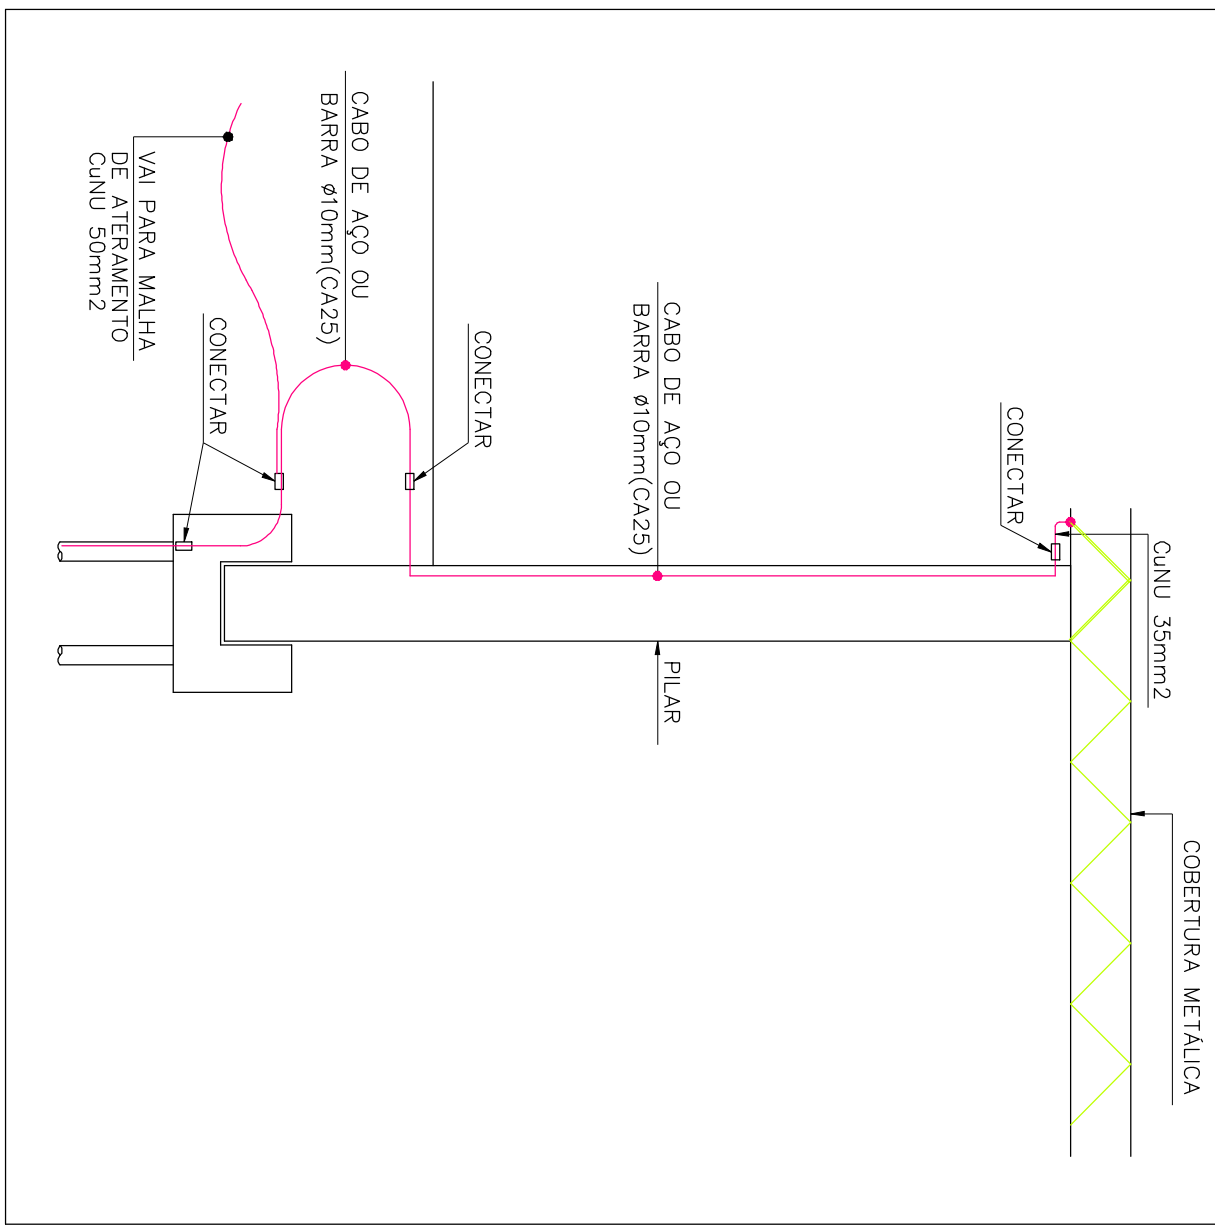 COBERTURA METÁLICA
CuNU 35mm2
CONECTAR
CABO DE AÇO OU
BARRA ø10mm(CA25)
PILAR
CONECTAR
CABO DE AÇO OU
BARRA ø10mm(CA25)
CONECTAR
VAI PARA MALHA
DE ATERAMENTO
CuNU 50mm2